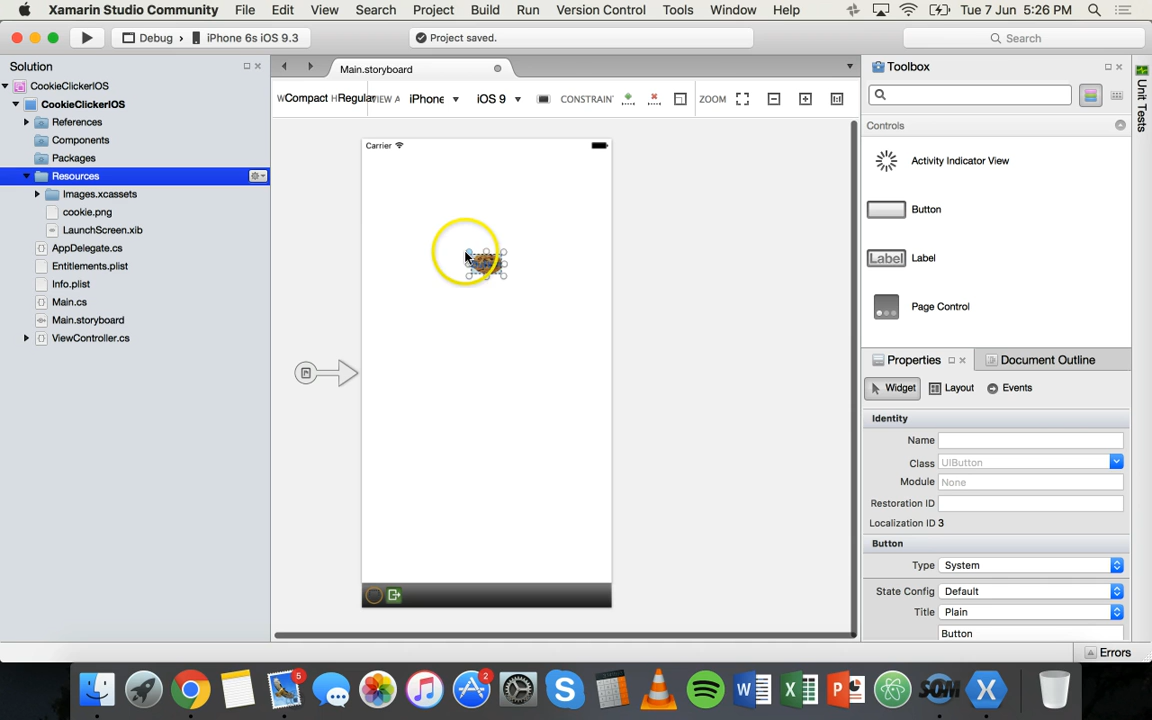 Xamarin Studio Community File Edit View Search Project Build Run Version Control Tools Window Help Tue 7 Jun 5:26 PM
Debug › iPhone 6s iOS 9.3 Project saved. Search
Solution
CookieClickerIOS
CookieClickerIOS
References
Components
Packages
Resources
Images.xcassets
cookie.png
LaunchScreen.xib
AppDelegate.cs
Entitlements.plist
Info.plist
Main.cs
Main.storyboard
ViewController.cs
Main.storyboard
Compact Regular VIEW A iPhone iOS 9 CONSTRAINT ZOOM
Carrier
Toolbox
Controls
Activity Indicator View
Button
Label Label
Page Control
Properties Document Outline
Widget Layout Events
Identity
Name
Class UIButton
Module None
Restoration ID
Localization ID 3
Button
Type System
State Config Default
Title Plain
Button
Unit Tests
Errors
5
2
SOM